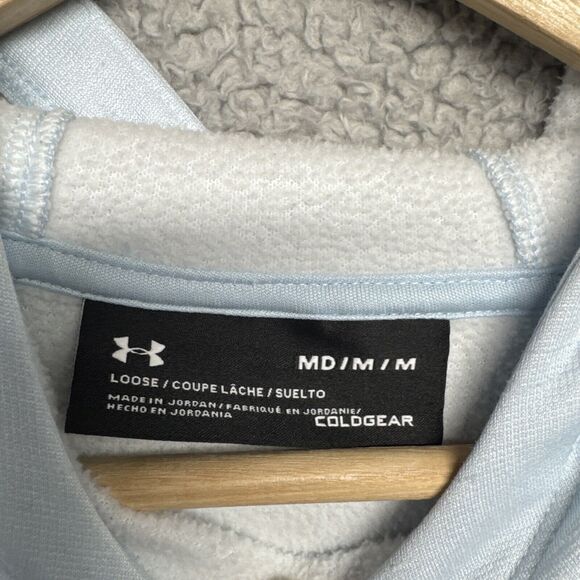 MD/M/M
LOOSE / COUPE LÂCHE / SUELTO
MADE IN JORDAN / FABRIQUÉ EN JORDANIE/
HECHO EN JORDANIA
COLDGEAR